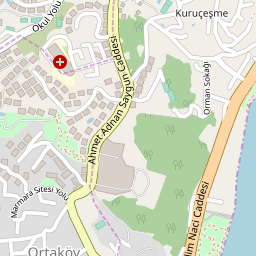 Kuruçeşme
Okul Yolu
Ahmet Adnan Saygun Caddesi
Orman Sokağı
Marmara Sitesi Yolu
lim Naci Caddesi
Ortaköy